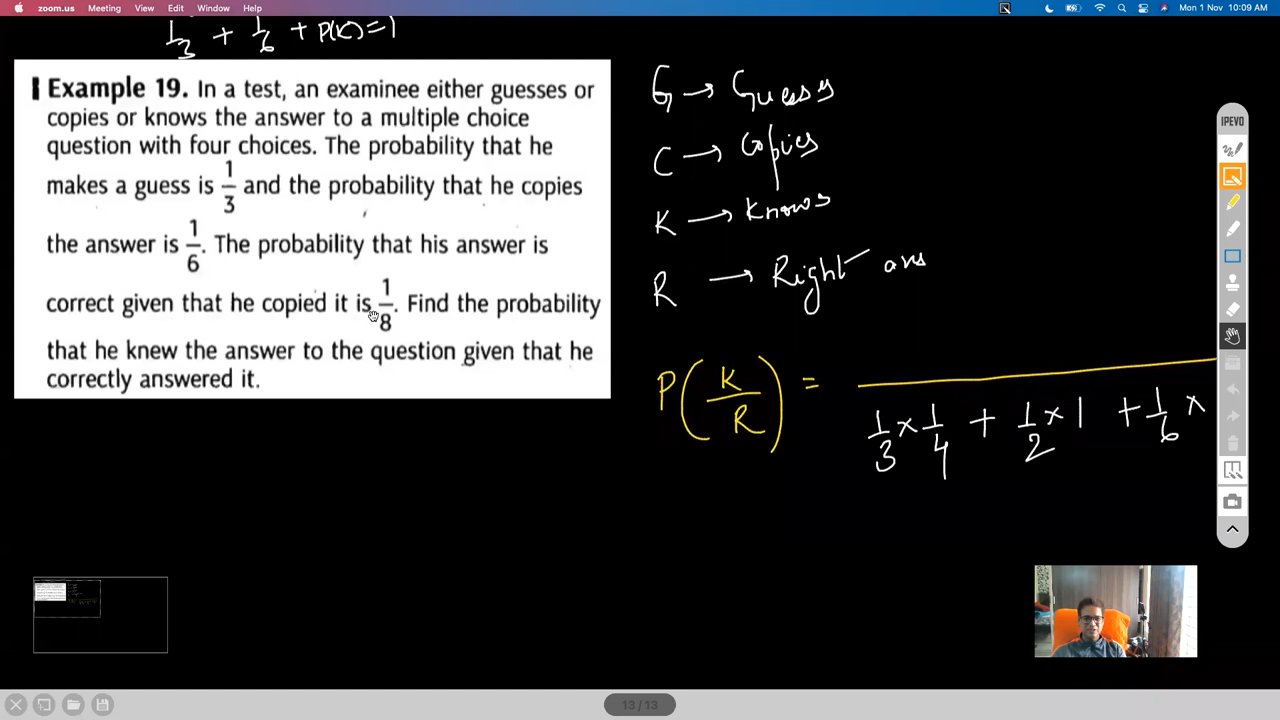 zoom.us Meeting View Edit Window Help Mon 1 Nov 10:09 AM
1/3 + 1/6 + P(K) = 1
Example 19. In a test, an examinee either guesses or
copies or knows the answer to a multiple choice
question with four choices. The probability that he
makes a guess is 1/3 and the probability that he copies
the answer is 1/6. The probability that his answer is
correct given that he copied it is 1/8. Find the probability
that he knew the answer to the question given that he
correctly answered it.
G → Guesses
C → Copies
K → Knows
R → Right ans
P(K/R) =
1/3 × 1/4 + 1/2 × 1 + 1/6 ×
IPEVO
13 / 13